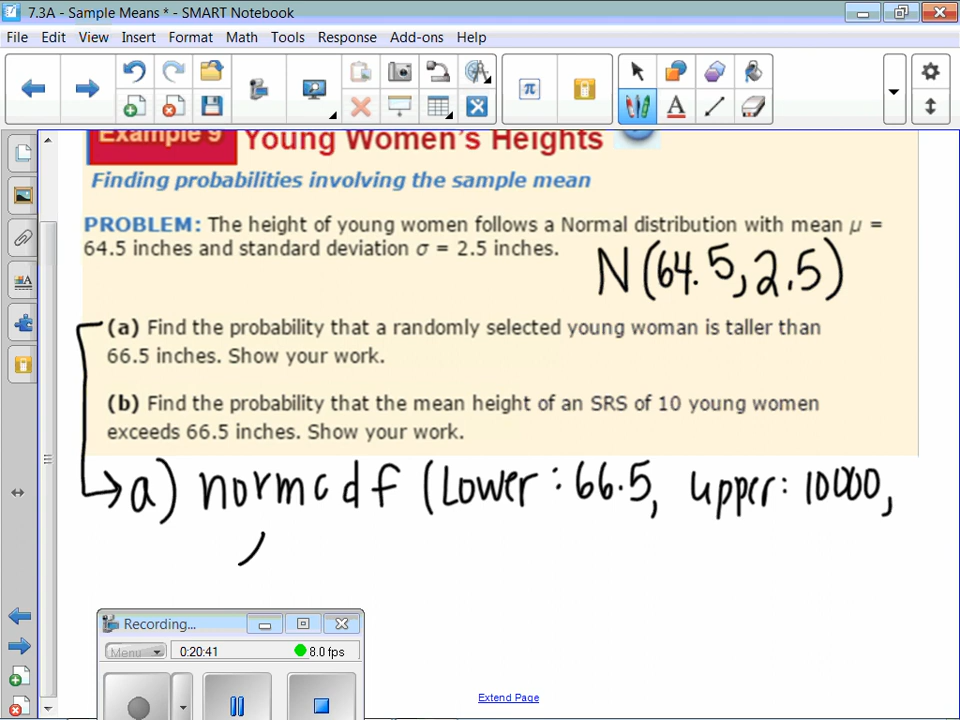 7.3A - Sample Means * - SMART Notebook
File Edit View Insert Format Math Tools Response Add-ons Help
Example 9 Young Women's Heights
Finding probabilities involving the sample mean
PROBLEM: The height of young women follows a Normal distribution with mean μ =
64.5 inches and standard deviation σ = 2.5 inches.
N(64.5,2.5)
(a) Find the probability that a randomly selected young woman is taller than
66.5 inches. Show your work.
(b) Find the probability that the mean height of an SRS of 10 young women
exceeds 66.5 inches. Show your work.
a) normcdf (Lower: 66.5, upper: 10000,
Recording...
Menu 0:20:41 8.0 fps
Extend Page